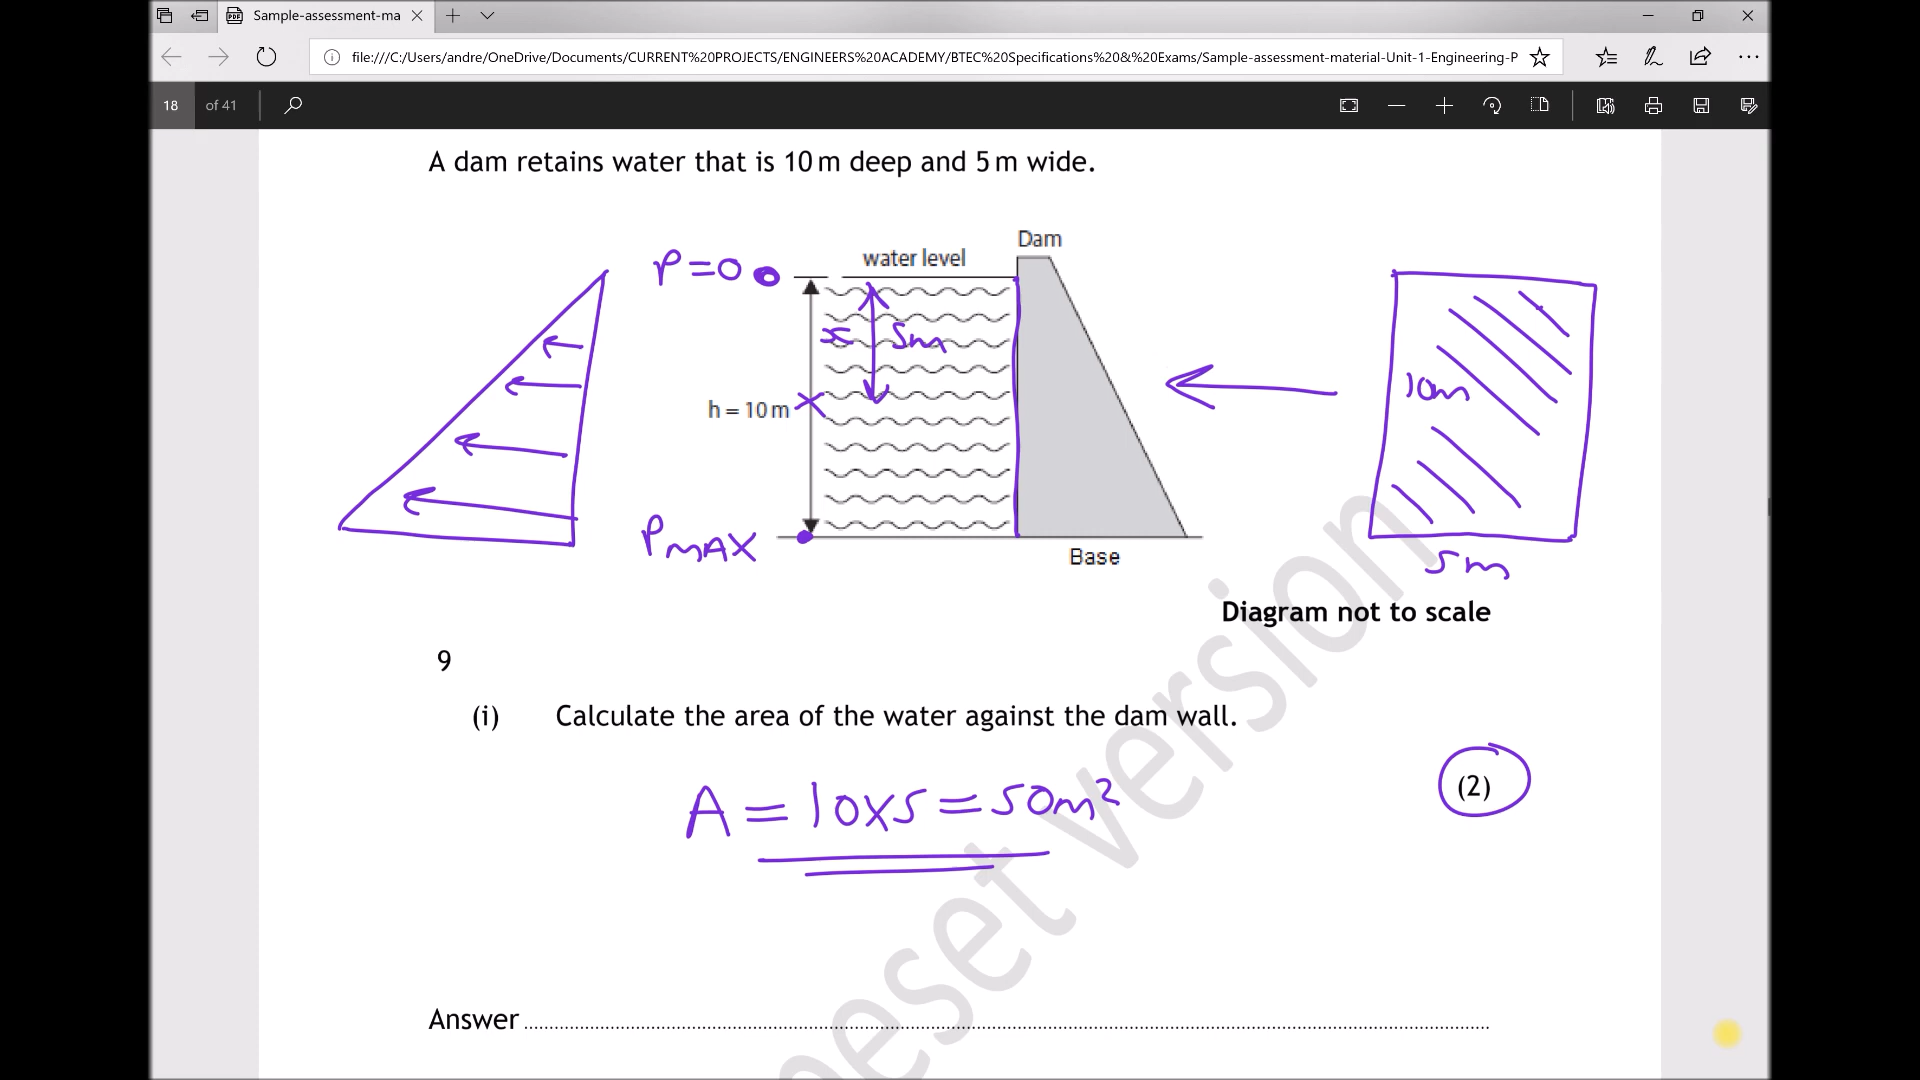 Sample-assessment-ma
file:///C:/Users/andre/OneDrive/Documents/CURRENT%20PROJECTS/ENGINEERS%20ACADEMY/BTEC%20Specifications%20&%20Exams/Sample-assessment-material-Unit-1-Engineering-P
18 of 41
A dam retains water that is 10 m deep and 5 m wide.
Dam
P=0
water level
5m
10m
h = 10 m
PMAX
Base
5m
Diagram not to scale
9
(i) Calculate the area of the water against the dam wall.
(2)
A = 10x5 = 50m²
Answer
eset version